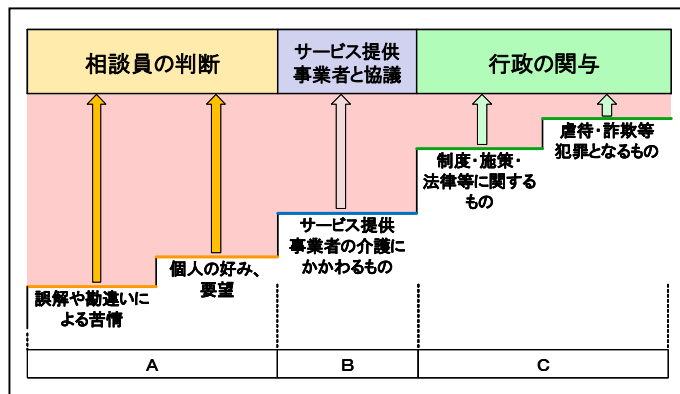 相談員の判断
サービス提供
事業者と協議
行政の関与
虐待・詐欺等
犯罪となるもの
制度・施策・
法律等に関する
もの
サービス提供
事業者の介護に
かかわるもの
個人の好み、
要望
誤解や勘違いに
よる苦情
A
B
C